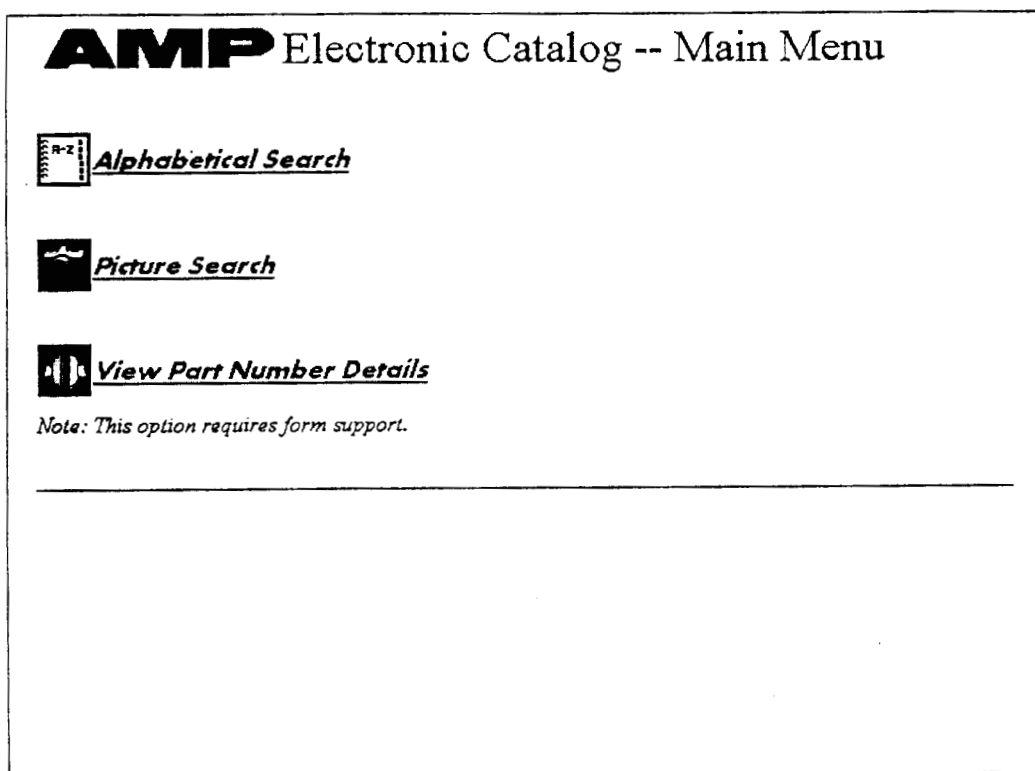 AMP Electronic Catalog -- Main Menu
A-Z
Alphabetical Search
Picture Search
View Part Number Details
Note: This option requires form support.